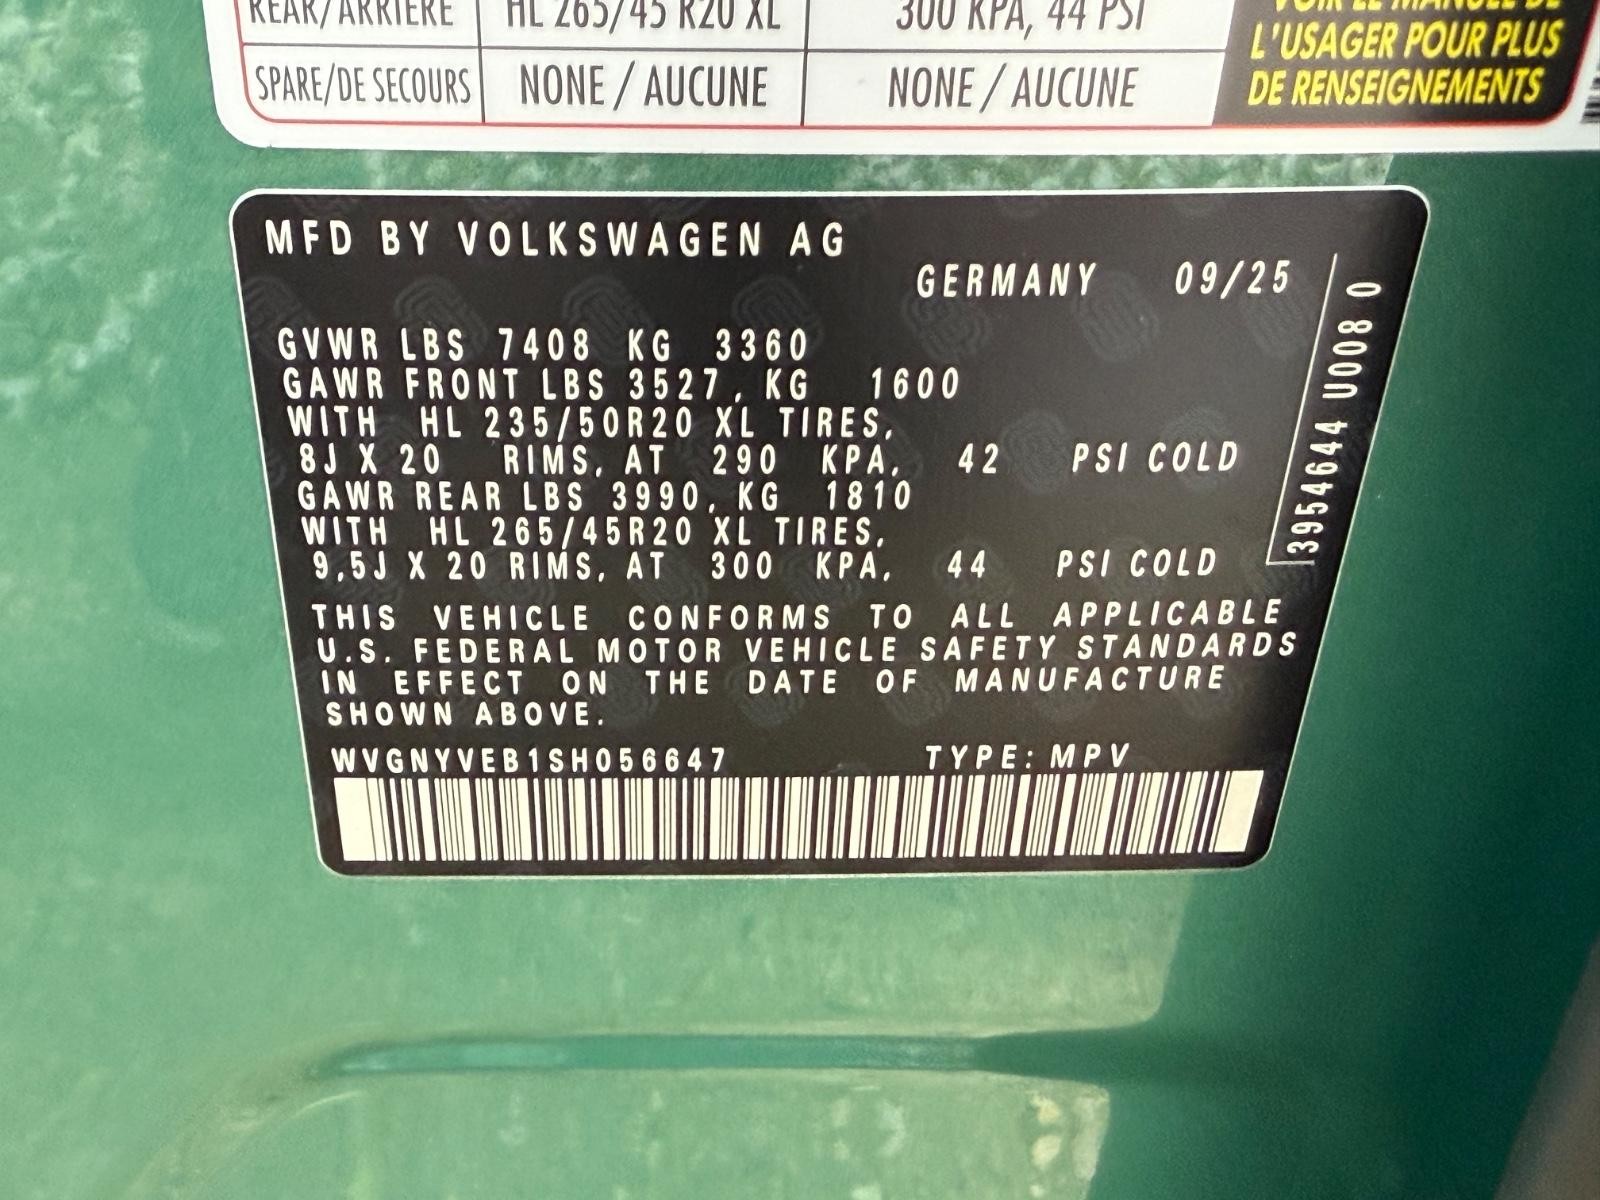 REAR/ARRIÈRE HL 265/45 R20 XL 300 KPA, 44 PSI
SPARE/DE SECOURS NONE / AUCUNE NONE / AUCUNE
VOIR LE MANUEL DE
L'USAGER POUR PLUS
DE RENSEIGNEMENTS
MFD BY VOLKSWAGEN AG
GERMANY 09/25
GVWR LBS 7408 KG 3360
GAWR FRONT LBS 3527, KG 1600
WITH HL 235/50R20 XL TIRES,
8J X 20 RIMS, AT 290 KPA, 42 PSI COLD
GAWR REAR LBS 3990, KG 1810
WITH HL 265/45R20 XL TIRES,
9,5J X 20 RIMS, AT 300 KPA, 44 PSI COLD
3954644 U008 0
THIS VEHICLE CONFORMS TO ALL APPLICABLE
U.S. FEDERAL MOTOR VEHICLE SAFETY STANDARDS
IN EFFECT ON THE DATE OF MANUFACTURE
SHOWN ABOVE.
WVGNYVEB1SH056647 TYPE: MPV